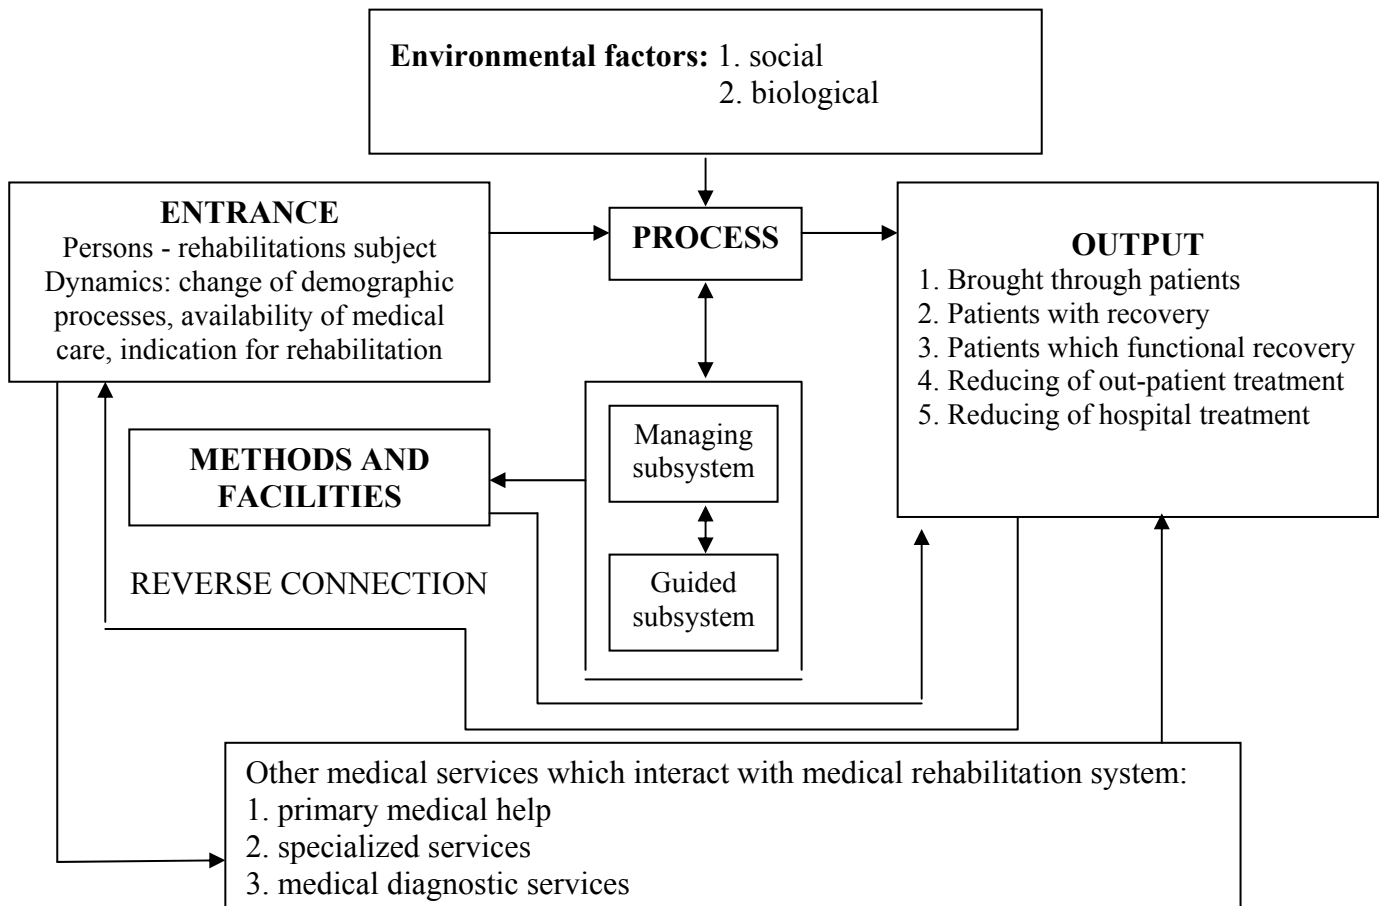 Environmental factors: 1. social
2. biological
ENTRANCE
Persons - rehabilitations subject
Dynamics: change of demographic
processes, availability of medical
care, indication for rehabilitation
PROCESS
OUTPUT
1. Brought through patients
2. Patients with recovery
3. Patients which functional recovery
4. Reducing of out-patient treatment
5. Reducing of hospital treatment
METHODS AND
FACILITIES
Managing
subsystem
Guided
subsystem
REVERSE CONNECTION
Other medical services which interact with medical rehabilitation system:
1. primary medical help
2. specialized services
3. medical diagnostic services